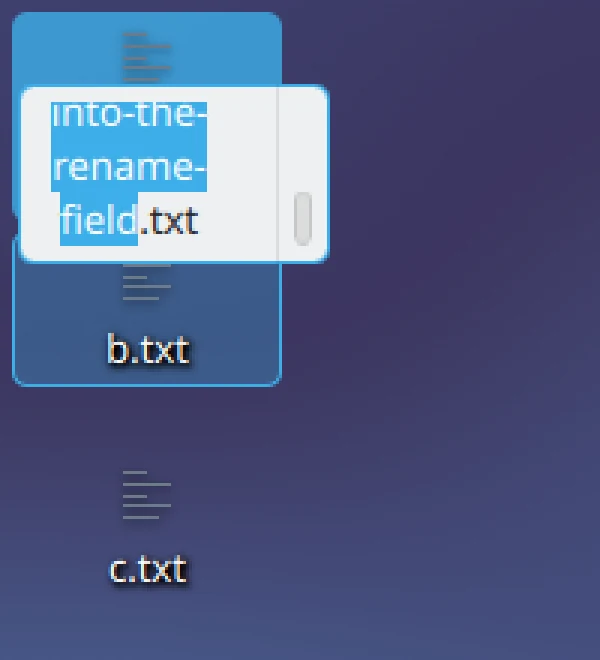 into-the-
rename-
field.txt
b.txt
c.txt